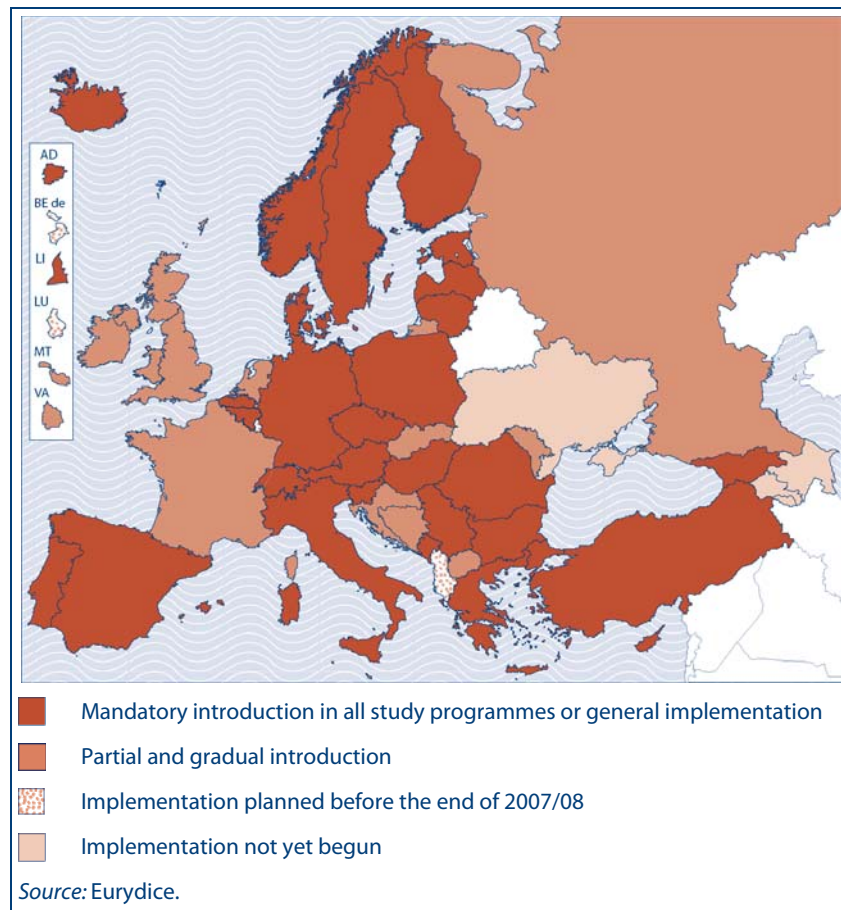 AD
BE de
LI
LU
MT
VA
Mandatory introduction in all study programmes or general implementation
Partial and gradual introduction
Implementation planned before the end of 2007/08
Implementation not yet begun
Source: Eurydice.